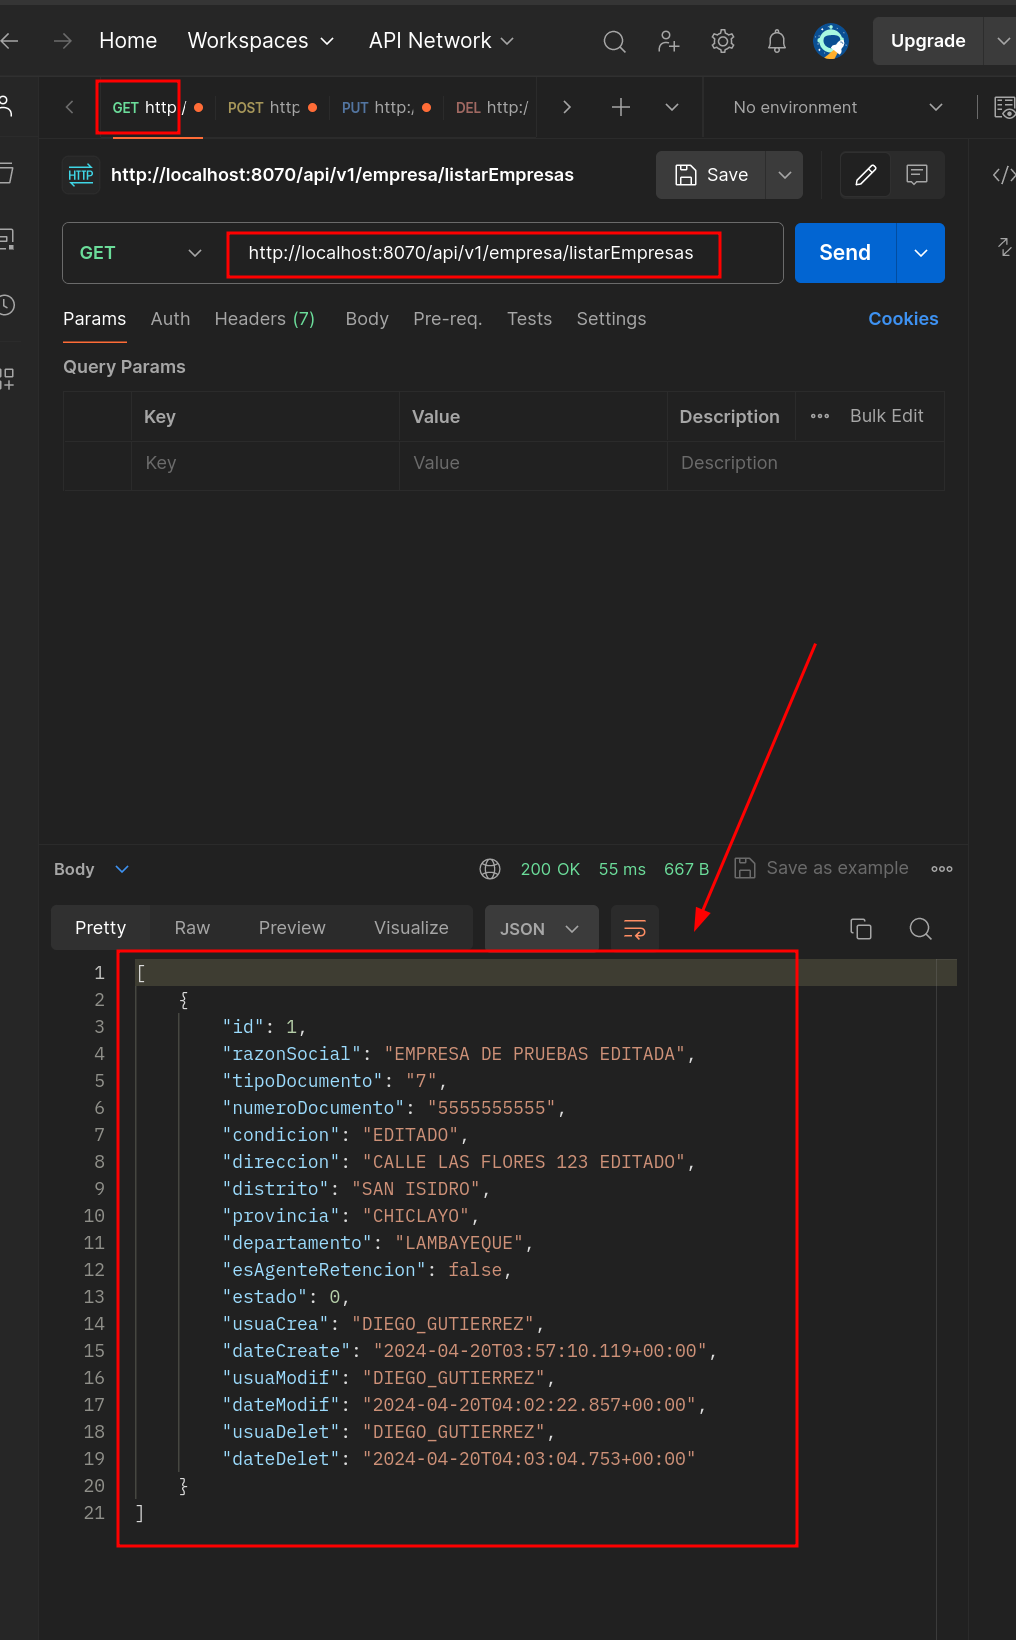 Home Workspaces API Network Upgrade
GET http:/ POST http PUT http:, DEL http:/ No environment
HTTP http://localhost:8070/api/v1/empresa/listarEmpresas Save
GET http://localhost:8070/api/v1/empresa/listarEmpresas Send
Params Auth Headers (7) Body Pre-req. Tests Settings Cookies
Query Params
Key Value Description Bulk Edit
Key Value Description
Body 200 OK 55 ms 667 B Save as example
Pretty Raw Preview Visualize JSON
1 [
2 {
3 "id": 1,
4 "razonSocial": "EMPRESA DE PRUEBAS EDITADA",
5 "tipoDocumento": "7",
6 "numeroDocumento": "5555555555",
7 "condicion": "EDITADO",
8 "direccion": "CALLE LAS FLORES 123 EDITADO",
9 "distrito": "SAN ISIDRO",
10 "provincia": "CHICLAYO",
11 "departamento": "LAMBAYEQUE",
12 "esAgenteRetencion": false,
13 "estado": 0,
14 "usuaCrea": "DIEGO_GUTIERREZ",
15 "dateCreate": "2024-04-20T03:57:10.119+00:00",
16 "usuaModif": "DIEGO_GUTIERREZ",
17 "dateModif": "2024-04-20T04:02:22.857+00:00",
18 "usuaDelet": "DIEGO_GUTIERREZ",
19 "dateDelet": "2024-04-20T04:03:04.753+00:00"
20 }
21 ]